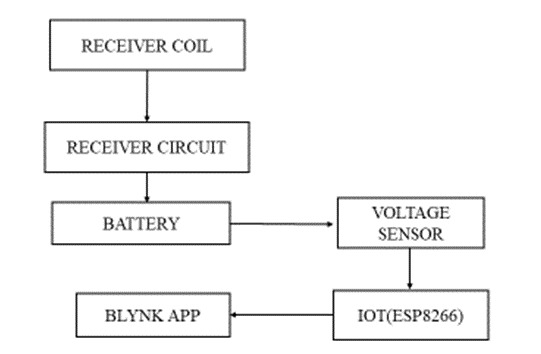 RECEIVER COIL
RECEIVER CIRCUIT
BATTERY
VOLTAGE
SENSOR
IOT(ESP8266)
BLYNK APP